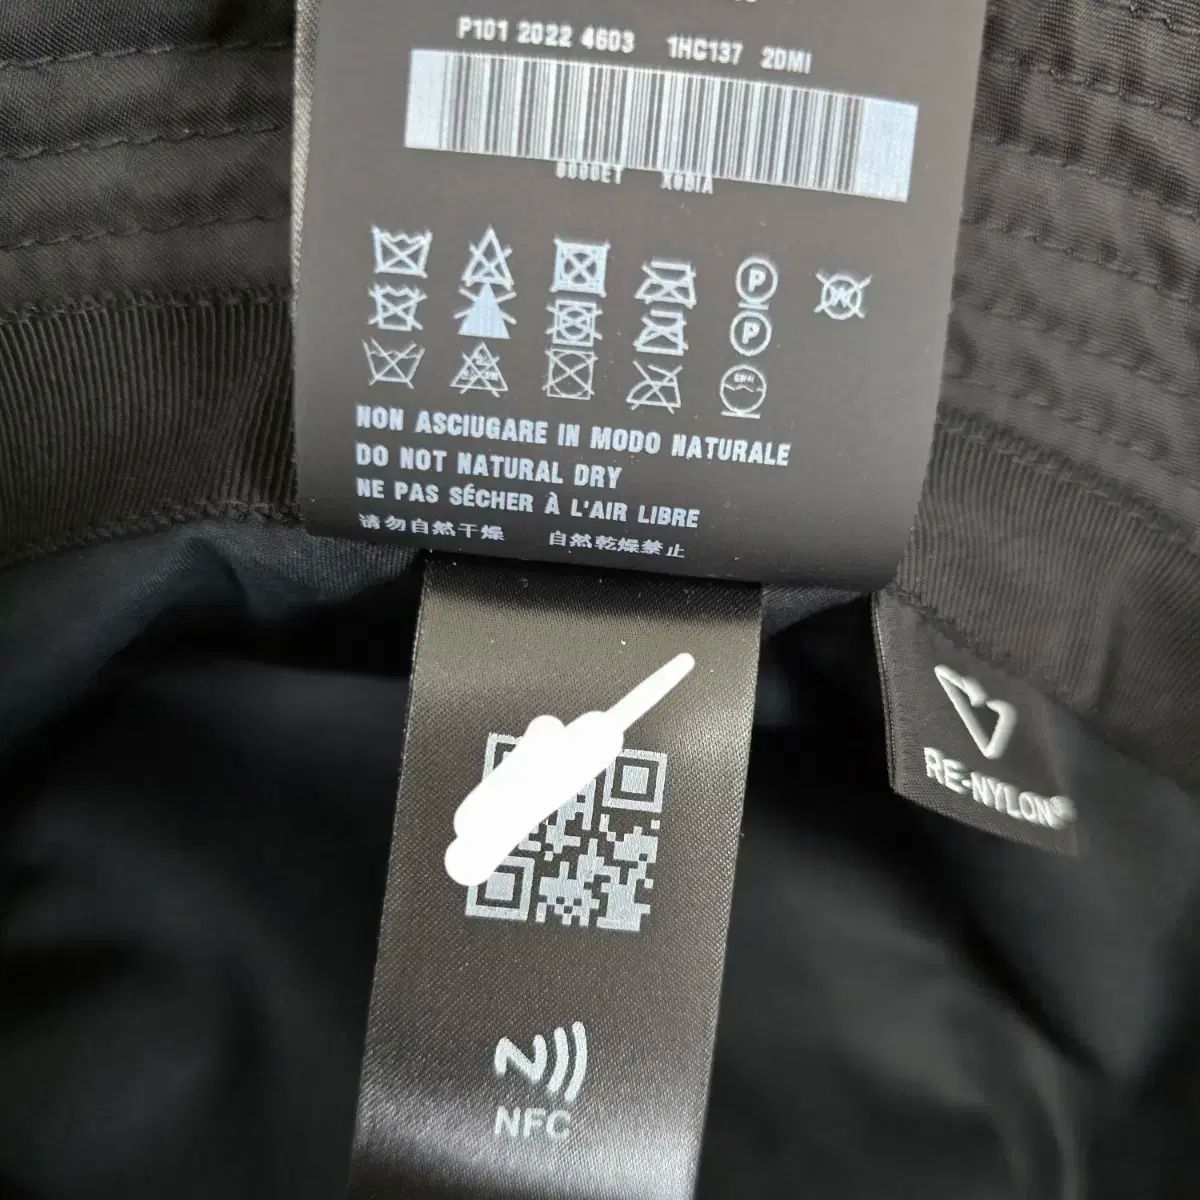 P101 2022 4603 1HC137 2DMI
P
P
NON ASCIUGARE IN MODO NATURALE
DO NOT NATURAL DRY
NE PAS SÉCHER À L'AIR LIBRE
请勿自然干燥 自然乾燥禁止
RE-NYLON®
NFC